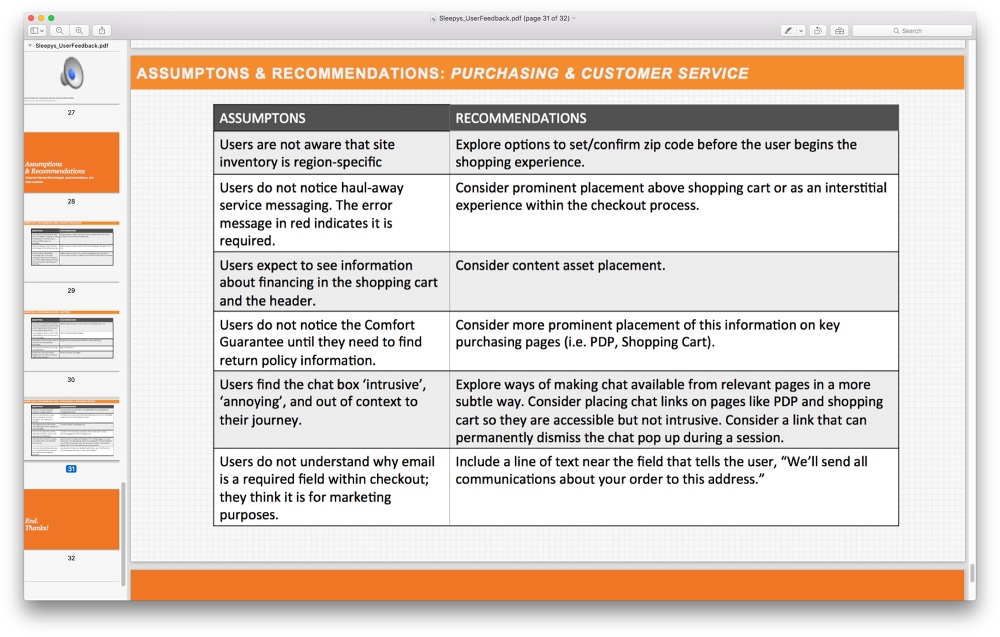 Sleepys_UserFeedback.pdf (page 31 of 32)
Search
Sleepys_UserFeedback.pdf
27
Assumptions
& Recommendations
28
29
30
31
End.
Thanks!
32
ASSUMPTONS & RECOMMENDATIONS: PURCHASING & CUSTOMER SERVICE
ASSUMPTONS
RECOMMENDATIONS
Users are not aware that site
inventory is region-specific
Explore options to set/confirm zip code before the user begins the
shopping experience.
Users do not notice haul-away
service messaging. The error
message in red indicates it is
required.
Consider prominent placement above shopping cart or as an interstitial
experience within the checkout process.
Users expect to see information
about financing in the shopping cart
and the header.
Consider content asset placement.
Users do not notice the Comfort
Guarantee until they need to find
return policy information.
Consider more prominent placement of this information on key
purchasing pages (i.e. PDP, Shopping Cart).
Users find the chat box ‘intrusive’,
‘annoying’, and out of context to
their journey.
Explore ways of making chat available from relevant pages in a more
subtle way. Consider placing chat links on pages like PDP and shopping
cart so they are accessible but not intrusive. Consider a link that can
permanently dismiss the chat pop up during a session.
Users do not understand why email
is a required field within checkout;
they think it is for marketing
purposes.
Include a line of text near the field that tells the user, “We’ll send all
communications about your order to this address.”